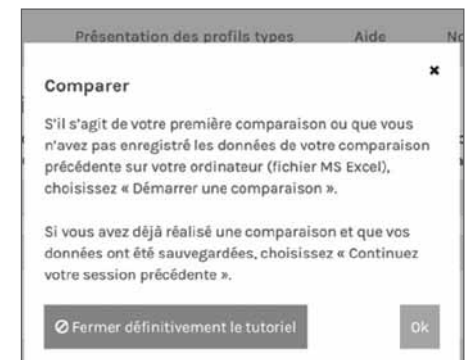 Présentation des profils types Aide No
×
Comparer
S'il s'agit de votre première comparaison ou que vous
n'avez pas enregistré les données de votre comparaison
précédente sur votre ordinateur (fichier MS Excel),
choisissez « Démarrer une comparaison ».
Si vous avez déjà réalisé une comparaison et que vos
données ont été sauvegardées, choisissez « Continuez
votre session précédente ».
Fermer définitivement le tutoriel Ok